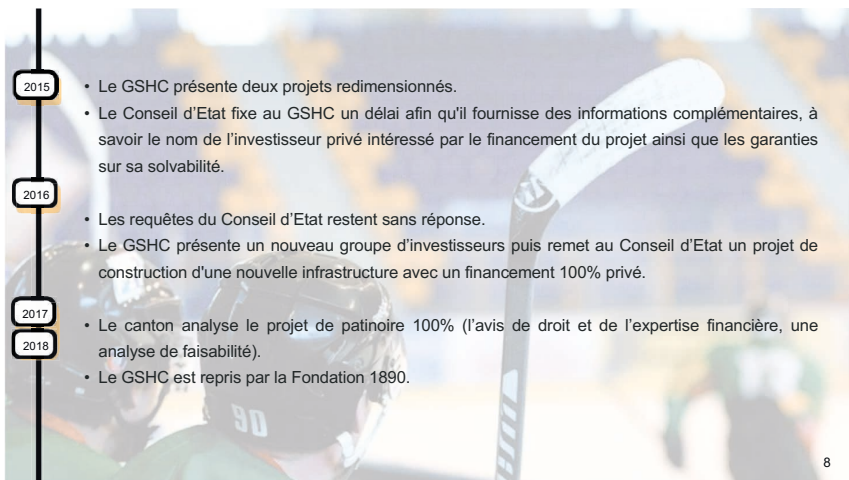 2015
• Le GSHC présente deux projets redimensionnés.
• Le Conseil d’Etat fixe au GSHC un délai afin qu'il fournisse des informations complémentaires, à
savoir le nom de l’investisseur privé intéressé par le financement du projet ainsi que les garanties
sur sa solvabilité.
2016
• Les requêtes du Conseil d’Etat restent sans réponse.
• Le GSHC présente un nouveau groupe d’investisseurs puis remet au Conseil d’Etat un projet de
construction d'une nouvelle infrastructure avec un financement 100% privé.
2017
2018
• Le canton analyse le projet de patinoire 100% (l’avis de droit et de l’expertise financière, une
analyse de faisabilité).
• Le GSHC est repris par la Fondation 1890.
90
8